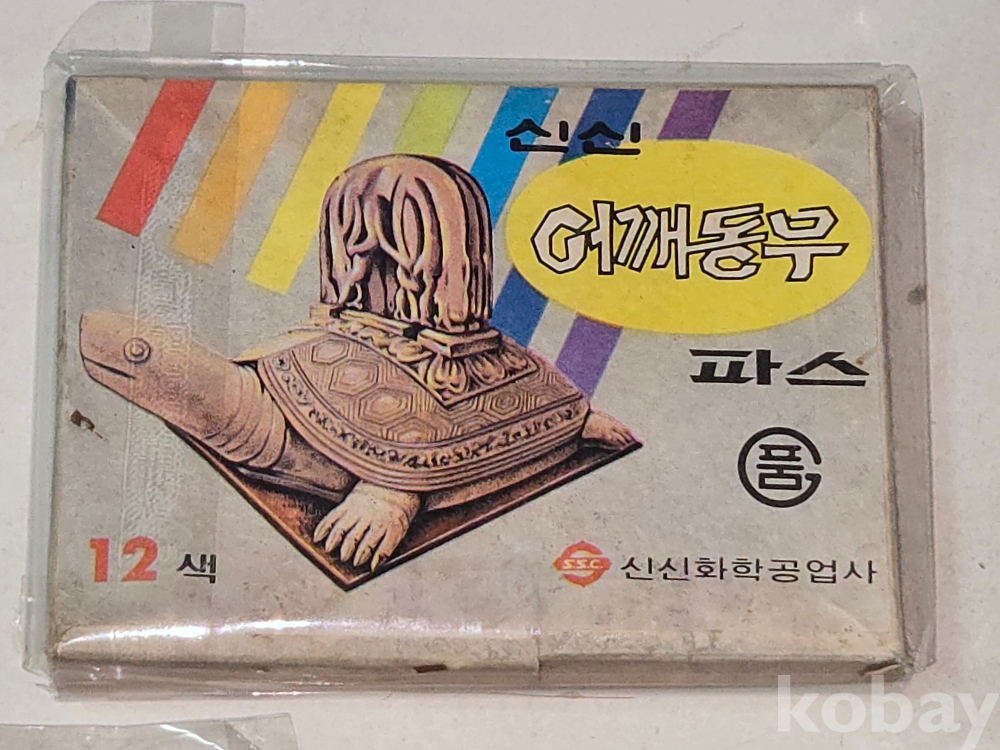 신신
어깨동무
파스
품
12 색
S.S.C. 신신화학공업사
kobay